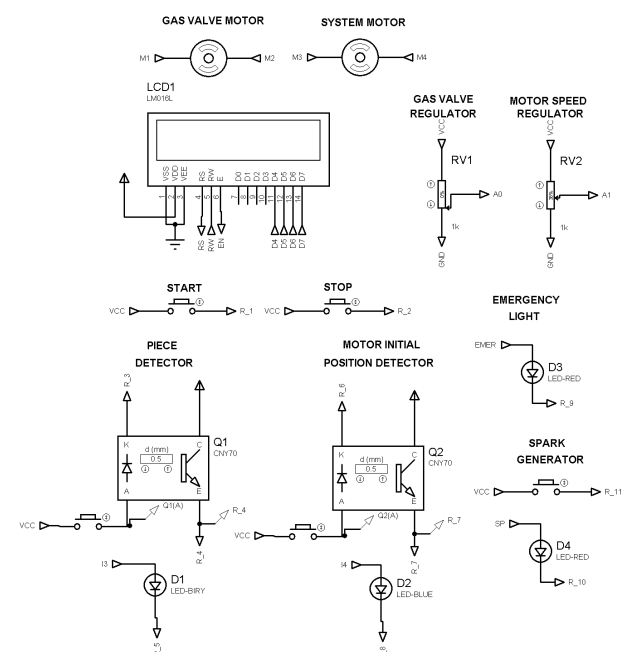 GAS VALVE MOTOR
SYSTEM MOTOR
M1
M2
M3
M4
LCD1
LM016L
VSS
VDD
VEE
RS
RW
E
D0
D1
D2
D3
D4
D5
D6
D7
1
2
3
4
5
6
7
8
9
10
11
12
13
14
RS
RW
EN
D4
D5
D6
D7
GAS VALVE
REGULATOR
VCC
RV1
0%
A0
1k
GND
MOTOR SPEED
REGULATOR
VCC
RV2
A1
1k
GND
START
VCC
R_1
STOP
VCC
R_2
EMERGENCY
LIGHT
EMER
D3
LED-RED
R_9
PIECE
DETECTOR
R_3
Q1
CNY70
K
C
d (mm)
0.5
A
E
VCC
Q1(A)
R_4
R_4
I3
D1
LED-BIRY
_5
MOTOR INITIAL
POSITION DETECTOR
R_6
Q2
CNY70
K
C
d (mm)
0.5
A
E
VCC
Q2(A)
R_7
R_7
I4
D2
LED-BLUE
_8
SPARK
GENERATOR
VCC
R_11
SP
D4
LED-RED
R_10